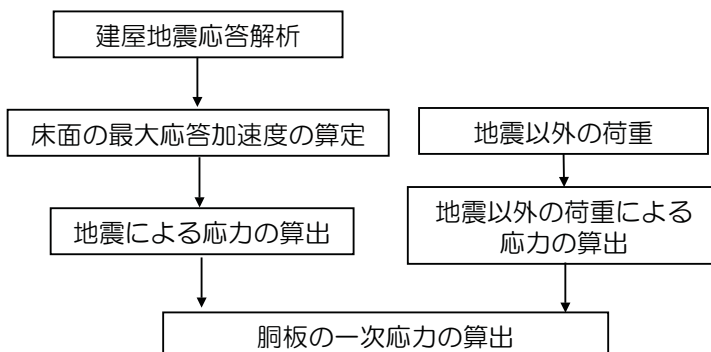 建屋地震応答解析
床面の最大応答加速度の算定
地震による応力の算出
地震以外の荷重
地震以外の荷重による
応力の算出
胴板の一次応力の算出